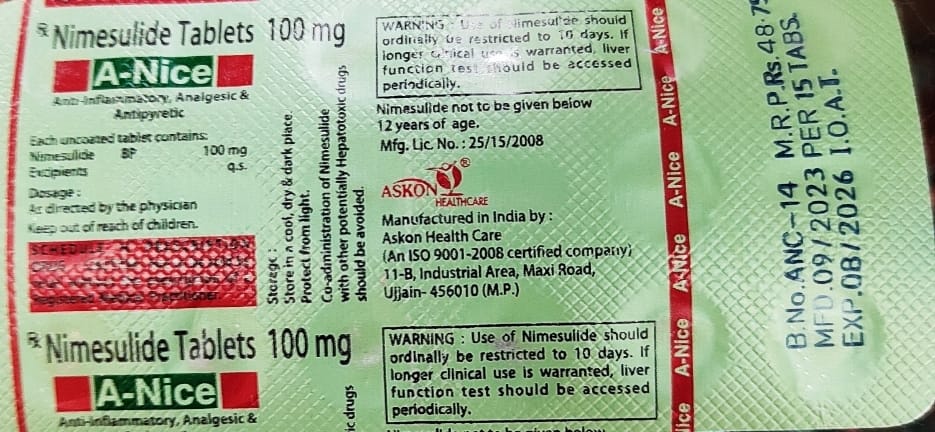 ℞ Nimesulide Tablets 100 mg
A-Nice
Anti-Inflammatory, Analgesic &
Antipyretic
Each uncoated tablet contains:
Nimesulide BP 100 mg
Excipients q.s.
Dosage :
As directed by the physician
Keep out of reach of children.
SCHEDULE
Registered Medical Practitioner
Storage :
Store in a cool, dry & dark place.
Protect from light.
Co-administration of Nimesulide
with other potentially Hepatotoxic drugs
should be avoided.
WARNING : Use of Nimesulide should
ordinally be restricted to 10 days. If
longer clinical use is warranted, liver
function test should be accessed
periodically.
Nimesulide not to be given below
12 years of age.
Mfg. Lic. No. : 25/15/2008
ASKON®
HEALTHCARE
Manufactured in India by :
Askon Health Care
(An ISO 9001-2008 certified company)
11-B, Industrial Area, Maxi Road,
Ujjain- 456010 (M.P.)
℞ Nimesulide Tablets 100 mg
A-Nice
Anti-Inflammatory, Analgesic &
ic drugs
WARNING : Use of Nimesulide should
ordinally be restricted to 10 days. If
longer clinical use is warranted, liver
function test should be accessed
periodically.
A-Nice A-Nice A-Nice A-Nice A-Nice Nice
B.No.ANC-14 M.R.P.Rs.48.75
MFD.09/2023 PER 15 TABS.
EXP.08/2026 I.O.A.T.